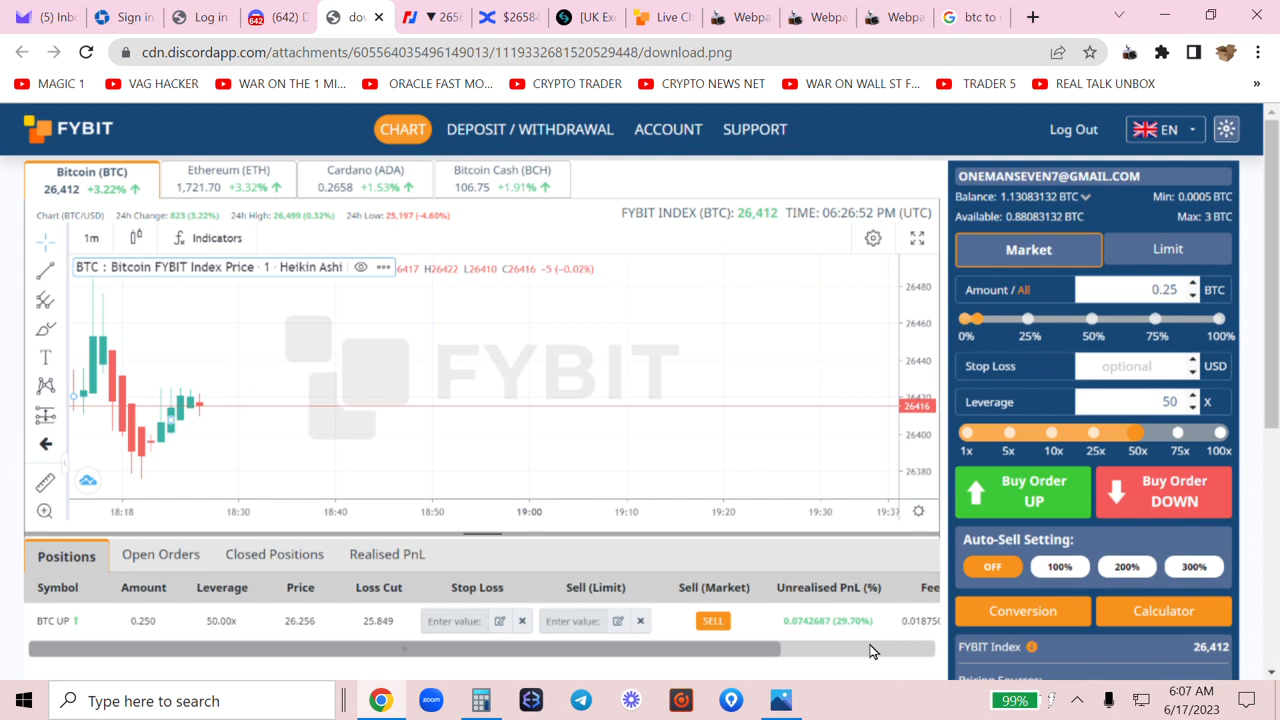 (5) Inbo
Sign in
Log in
(642) D
dow
▼ 2656
$2658
[UK Exc
Live Ch
Webpa
Webpa
Webpa
btc to
cdn.discordapp.com/attachments/605564035496149013/1119332681520529448/download.png
MAGIC 1
VAG HACKER
WAR ON THE 1 MI...
ORACLE FAST MO...
CRYPTO TRADER
CRYPTO NEWS NET
WAR ON WALL ST F...
TRADER 5
REAL TALK UNBOX
»
FYBIT
CHART
DEPOSIT / WITHDRAWAL
ACCOUNT
SUPPORT
Log Out
EN
Bitcoin (BTC)
26,412 +3.22%
Ethereum (ETH)
1,721.70 +3.32%
Cardano (ADA)
0.2658 +1.53%
Bitcoin Cash (BCH)
106.75 +1.91%
Chart (BTC/USD)
24h Change: 823 (3.22%)
24h High: 26,499 (0.32%)
24h Low: 25,197 (-4.60%)
FYBIT INDEX (BTC): 26,412 TIME: 06:26:52 PM (UTC)
1m
Indicators
BTC : Bitcoin FYBIT Index Price · 1 · Heikin Ashi
6417 H26422 L26410 C26416 −5 (−0.02%)
FYBIT
26480
26460
26440
26420
26416
26400
26380
18:18
18:30
18:40
18:50
19:00
19:10
19:20
19:30
19:37
ONEMANSEVEN7@GMAIL.COM
Balance: 1.13083132 BTC
Min: 0.0005 BTC
Available: 0.88083132 BTC
Max: 3 BTC
Market
Limit
Amount / All
0.25
BTC
0%
25%
50%
75%
100%
Stop Loss
optional
USD
Leverage
50
X
1x
5x
10x
25x
50x
75x
100x
Buy Order
UP
Buy Order
DOWN
Auto-Sell Setting:
OFF
100%
200%
300%
Conversion
Calculator
FYBIT Index
26,412
Pricing Sources:
Positions
Open Orders
Closed Positions
Realised PnL
Symbol
Amount
Leverage
Price
Loss Cut
Stop Loss
Sell (Limit)
Sell (Market)
Unrealised PnL (%)
Fee
BTC UP
0.250
50.00x
26.256
25.849
Enter value:
Enter value:
SELL
0.0742687 (29.70%)
0.01875
Type here to search
zoom
99%
6:07 AM
6/17/2023